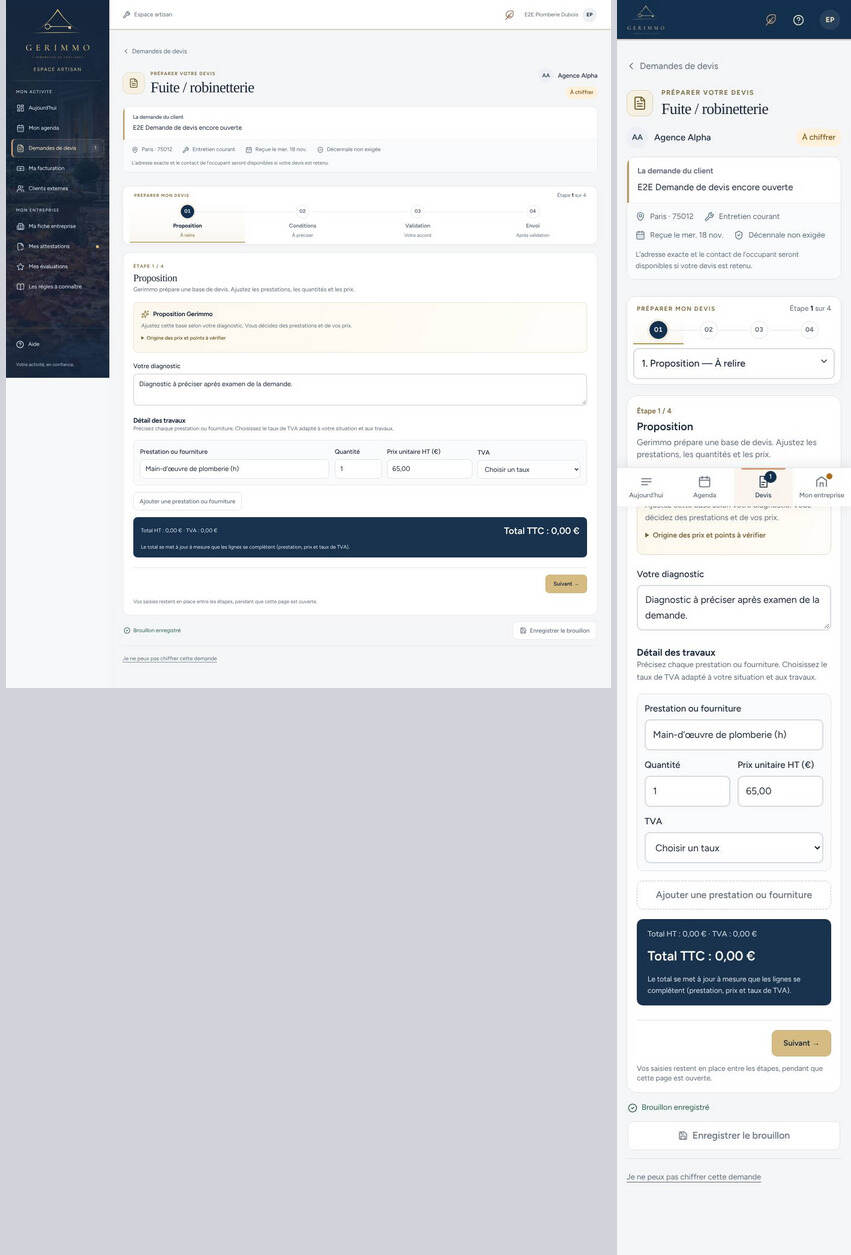 GERIMMO
ESPACE ARTISAN
MON ACTIVITÉ
Aujourd'hui
Mon agenda
Demandes de devis 1
Ma facturation
Clients externes
MON ENTREPRISE
Ma fiche entreprise
Mes attestations
Mes évaluations
Les règles à connaître
Aide
Votre activité, en confiance.
Espace artisan
E2E Plomberie Dubois EP
Demandes de devis
PRÉPARER VOTRE DEVIS
Fuite / robinetterie
AA Agence Alpha
À chiffrer
La demande du client
E2E Demande de devis encore ouverte
Paris · 75012 Entretien courant Reçue le mer. 18 nov. Décennale non exigée
L'adresse exacte et le contact de l'occupant seront disponibles si votre devis est retenu.
PRÉPARER MON DEVIS
Étape 1 sur 4
01 02 03 04
Proposition Conditions Validation Envoi
À relire À préciser Votre accord Après validation
ÉTAPE 1 / 4
Proposition
Gerimmo prépare une base de devis. Ajustez les prestations, les quantités et les prix.
Proposition Gerimmo
Ajustez cette base selon votre diagnostic. Vous décidez des prestations et de vos prix.
▸ Origine des prix et points à vérifier
Votre diagnostic
Diagnostic à préciser après examen de la demande.
Détail des travaux
Précisez chaque prestation ou fourniture. Choisissez le taux de TVA adapté à votre situation et aux travaux.
Prestation ou fourniture Quantité Prix unitaire HT (€) TVA
Main-d'œuvre de plomberie (h) 1 65,00 Choisir un taux
Ajouter une prestation ou fourniture
Total HT : 0,00 € · TVA : 0,00 €
Total TTC : 0,00 €
Le total se met à jour à mesure que les lignes se complètent (prestation, prix et taux de TVA).
Suivant →
Vos saisies restent en place entre les étapes, pendant que cette page est ouverte.
Brouillon enregistré
Enregistrer le brouillon
Je ne peux pas chiffrer cette demande
GERIMMO
EP
Demandes de devis
PRÉPARER VOTRE DEVIS
Fuite / robinetterie
AA Agence Alpha
À chiffrer
La demande du client
E2E Demande de devis encore ouverte
Paris · 75012 Entretien courant
Reçue le mer. 18 nov. Décennale non exigée
L'adresse exacte et le contact de l'occupant seront
disponibles si votre devis est retenu.
PRÉPARER MON DEVIS
Étape 1 sur 4
01 02 03 04
1. Proposition — À relire
Étape 1 / 4
Proposition
Gerimmo prépare une base de devis. Ajustez les
prestations, les quantités et les prix.
1
Aujourd'hui Agenda Devis Mon entreprise
décidez des prestations et de vos prix.
▸ Origine des prix et points à vérifier
Votre diagnostic
Diagnostic à préciser après examen de la
demande.
Détail des travaux
Précisez chaque prestation ou fourniture. Choisissez le
taux de TVA adapté à votre situation et aux travaux.
Prestation ou fourniture
Main-d'œuvre de plomberie (h)
Quantité Prix unitaire HT (€)
1 65,00
TVA
Choisir un taux
Ajouter une prestation ou fourniture
Total HT : 0,00 € · TVA : 0,00 €
Total TTC : 0,00 €
Le total se met à jour à mesure que les lignes se
complètent (prestation, prix et taux de TVA).
Suivant →
Vos saisies restent en place entre les étapes, pendant que
cette page est ouverte.
Brouillon enregistré
Enregistrer le brouillon
Je ne peux pas chiffrer cette demande